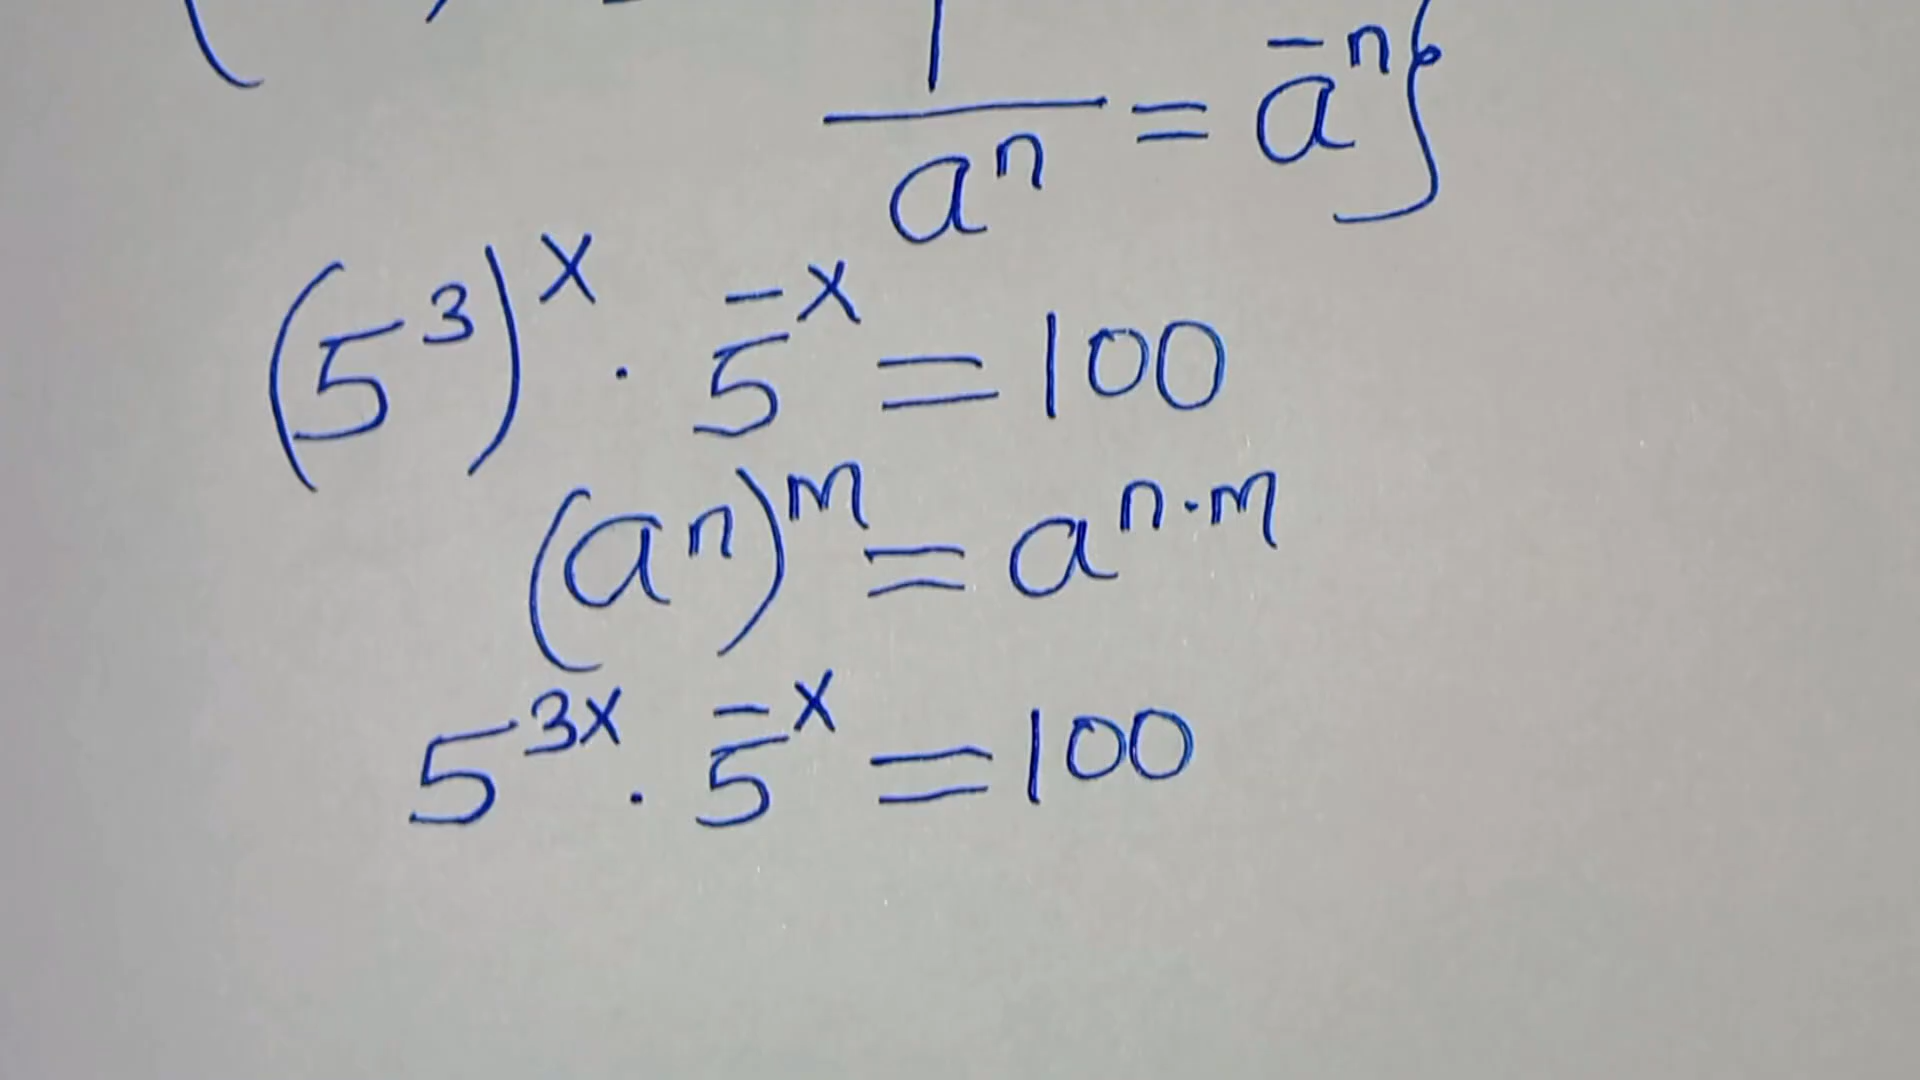 1/aⁿ = a⁻ⁿ}
(5³)ˣ · 5⁻ˣ = 100
(aⁿ)ᵐ = aⁿ·ᵐ
5³ˣ · 5⁻ˣ = 100